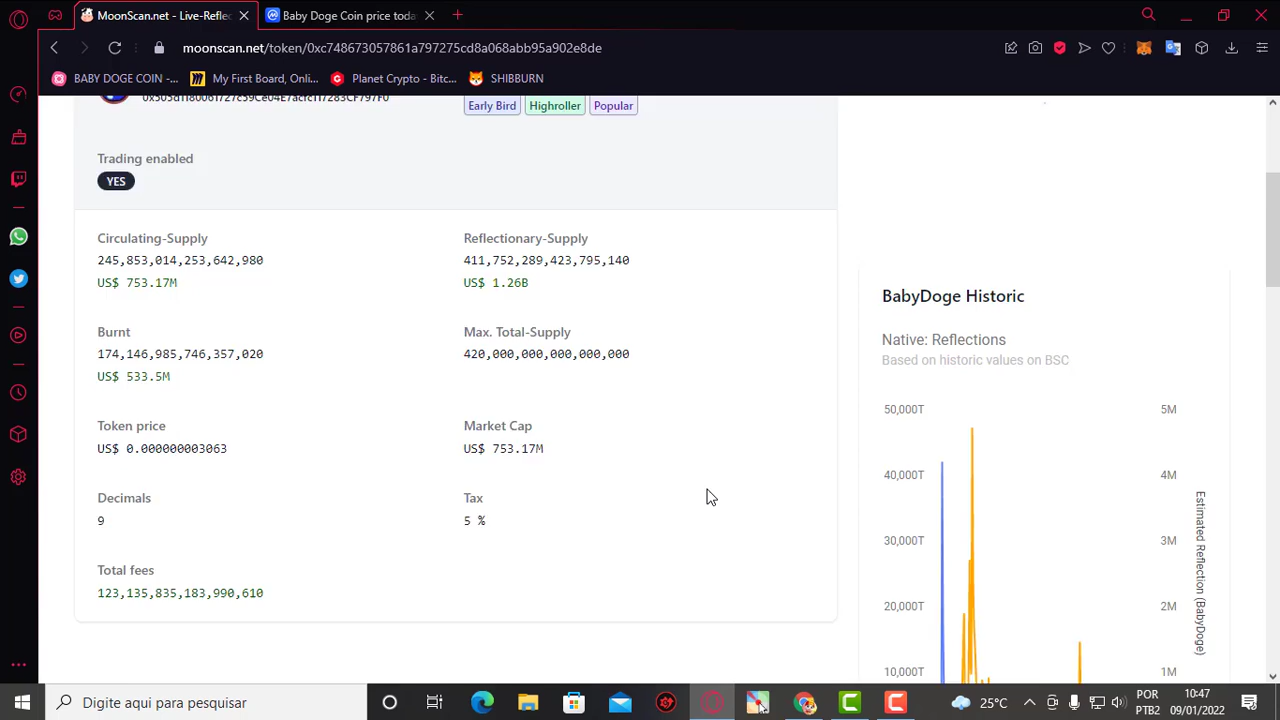 MoonScan.net - Live-Reflec
Baby Doge Coin price toda
moonscan.net/token/0xc748673057861a797275cd8a068abb95a902e8de
BABY DOGE COIN -...
My First Board, Onli...
Planet Crypto - Bitc...
SHIBBURN
Early Bird
Highroller
Popular
Trading enabled
YES
Circulating-Supply
245,853,014,253,642,980
US$ 753.17M
Reflectionary-Supply
411,752,289,423,795,140
US$ 1.26B
Burnt
174,146,985,746,357,020
US$ 533.5M
Max. Total-Supply
420,000,000,000,000,000
Token price
US$ 0.000000003063
Market Cap
US$ 753.17M
Decimals
9
Tax
5 %
Total fees
123,135,835,183,990,610
BabyDoge Historic
Native: Reflections
Based on historic values on BSC
50,000T
40,000T
30,000T
20,000T
10,000T
5M
4M
3M
2M
1M
Estimated Reflection (BabyDoge)
Digite aqui para pesquisar
25°C
POR
PTB2
10:47
09/01/2022